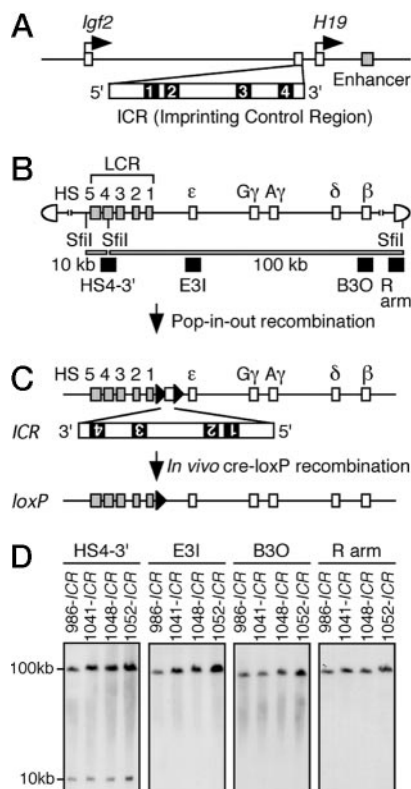 A
Igf2
H19
Enhancer
5' 1 2 3 4 3'
ICR (Imprinting Control Region)
B
LCR
HS 5 4 3 2 1 ε Gγ Aγ δ β
SfiI SfiI SfiI
10 kb 100 kb
HS4-3' E3I B3O R arm
Pop-in-out recombination
C
HS 5 4 3 2 1 ε Gγ Aγ δ β
ICR 3' 4 3 2 1 5'
In vivo cre-loxP recombination
loxP
D
HS4-3' E3I B3O R arm
986-ICR 1041-ICR 1048-ICR 1052-ICR 986-ICR 1041-ICR 1048-ICR 1052-ICR 986-ICR 1041-ICR 1048-ICR 1052-ICR 986-ICR 1041-ICR 1048-ICR 1052-ICR
100kb
10kb